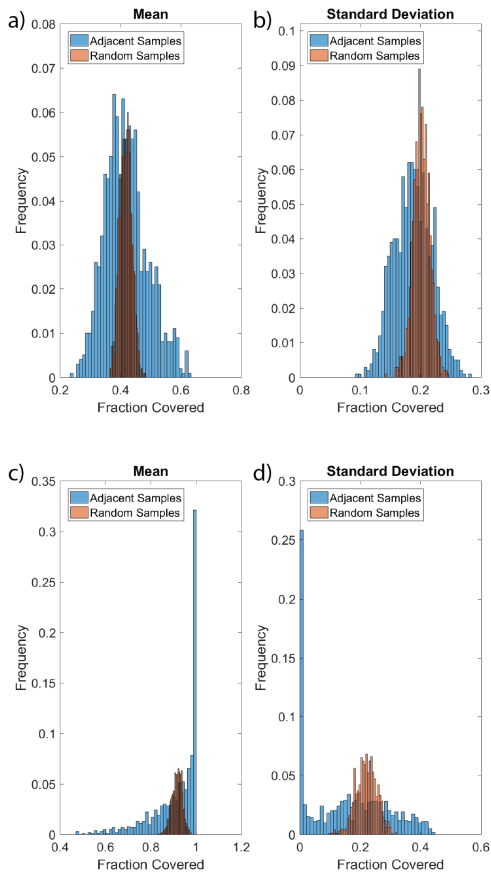 a)
Mean
Adjacent Samples
Random Samples
0.08
0.07
0.06
0.05
0.04
0.03
0.02
0.01
0
Frequency
0.2 0.4 0.6 0.8
Fraction Covered
b)
Standard Deviation
Adjacent Samples
Random Samples
0.1
0.09
0.08
0.07
0.06
0.05
0.04
0.03
0.02
0.01
0
Frequency
0 0.1 0.2 0.3
Fraction Covered
c)
Mean
Adjacent Samples
Random Samples
0.35
0.3
0.25
0.2
0.15
0.1
0.05
0
Frequency
0.4 0.6 0.8 1 1.2
Fraction Covered
d)
Standard Deviation
Adjacent Samples
Random Samples
0.3
0.25
0.2
0.15
0.1
0.05
0
Frequency
0 0.2 0.4 0.6
Fraction Covered